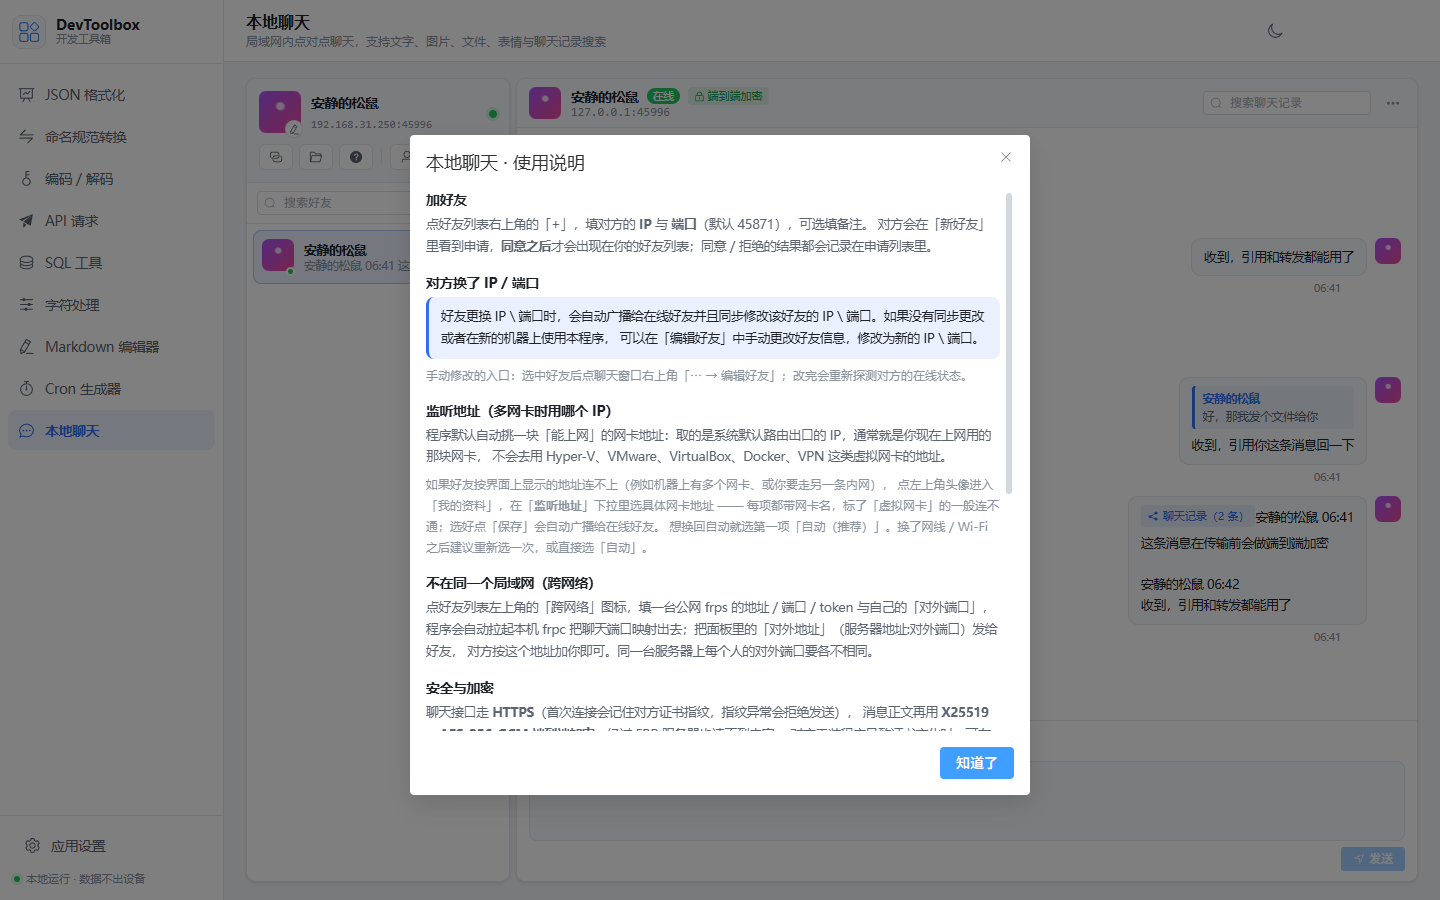 DevToolbox
开发工具箱
JSON 格式化
命名规范转换
编码 / 解码
API 请求
SQL 工具
字符处理
Markdown 编辑器
Cron 生成器
本地聊天
应用设置
本地运行 · 数据不出设备
本地聊天
局域网内点对点聊天，支持文字、图片、文件、表情与聊天记录搜索
安静的松鼠
192.168.31.250:45996
搜索好友
安静的松鼠
安静的松鼠 06:41 这
安静的松鼠 在线 端到端加密
127.0.0.1:45996
搜索聊天记录
收到，引用和转发都能用了
06:41
安静的松鼠
好，那我发个文件给你
收到，引用你这条消息回一下
06:41
聊天记录（2 条） 安静的松鼠 06:41
这条消息在传输前会做端到端加密
安静的松鼠 06:42
收到，引用和转发都能用了
06:41
发送
本地聊天 · 使用说明
加好友
点好友列表右上角的「+」，填对方的 IP 与 端口（默认 45871），可选填备注。 对方会在「新好友」
里看到申请，同意之后才会出现在你的好友列表；同意 / 拒绝的结果都会记录在申请列表里。
对方换了 IP / 端口
好友更换 IP \ 端口时，会自动广播给在线好友并且同步修改该好友的 IP \ 端口。如果没有同步更改
或者在新的机器上使用本程序， 可以在「编辑好友」中手动更改好友信息，修改为新的 IP \ 端口。
手动修改的入口：选中好友后点聊天窗口右上角「··· → 编辑好友」；改完会重新探测对方的在线状态。
监听地址（多网卡时用哪个 IP）
程序默认自动挑一块「能上网」的网卡地址：取的是系统默认路由出口的 IP，通常就是你现在上网用的
那块网卡， 不会去用 Hyper-V、VMware、VirtualBox、Docker、VPN 这类虚拟网卡的地址。
如果好友按界面上显示的地址连不上（例如机器上有多个网卡、或你要走另一条内网）， 点左上角头像进入
「我的资料」，在「监听地址」下拉里选具体网卡地址 —— 每项都带网卡名，标了「虚拟网卡」的一般连不
通；选好点「保存」会自动广播给在线好友。 想换回自动就选第一项「自动（推荐）」。换了网线 / Wi-Fi
之后建议重新选一次，或直接选「自动」。
不在同一个局域网（跨网络）
点好友列表左上角的「跨网络」图标，填一台公网 frps 的地址 / 端口 / token 与自己的「对外端口」，
程序会自动拉起本机 frpc 把聊天端口映射出去；把面板里的「对外地址」（服务器地址:对外端口）发给
好友， 对方按这个地址加你即可。同一台服务器上每个人的对外端口要各不相同。
安全与加密
聊天接口走 HTTPS（首次连接会记住对方证书指纹，指纹异常会拒绝发送）， 消息正文再用 X25519
知道了